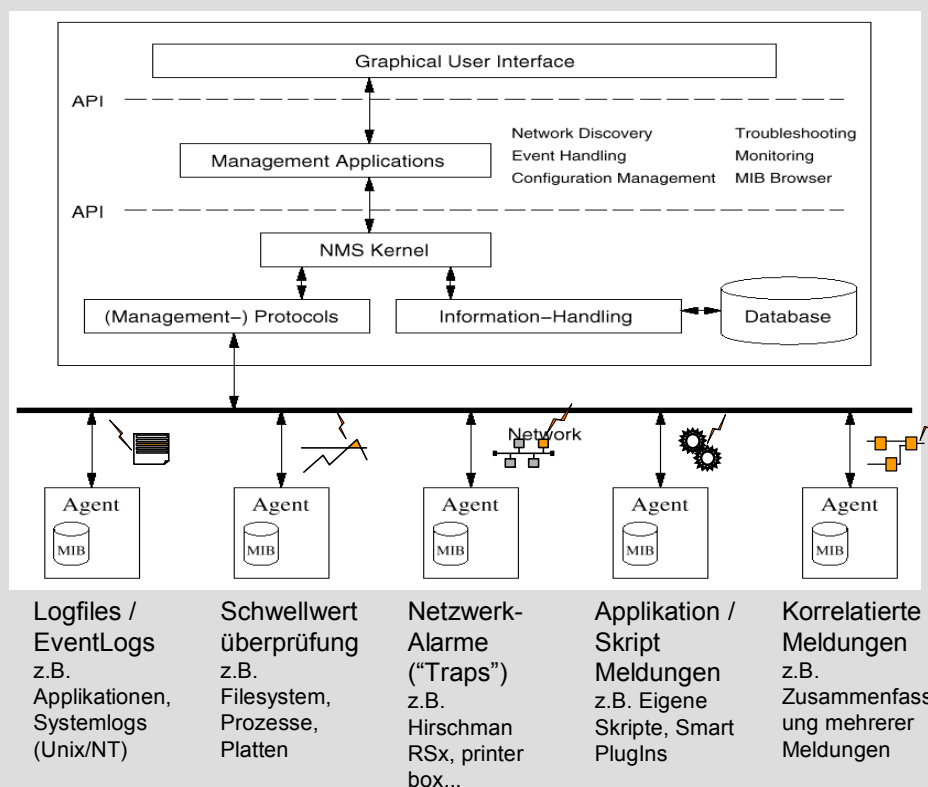 Graphical User Interface
API
Management Applications
Network Discovery
Event Handling
Configuration Management
Troubleshooting
Monitoring
MIB Browser
API
NMS Kernel
(Management–) Protocols
Information–Handling
Database
Network
Agent
MIB
Agent
MIB
Agent
MIB
Agent
MIB
Agent
MIB
Logfiles /
EventLogs
z.B.
Applikationen,
Systemlogs
(Unix/NT)
Schwellwert
überprüfung
z.B.
Filesystem,
Prozesse,
Platten
Netzwerk-
Alarme
("Traps")
z.B.
Hirschman
RSx, printer
box...
Applikation /
Skript
Meldungen
z.B. Eigene
Skripte, Smart
PlugIns
Korrelatierte
Meldungen
z.B.
Zusammenfass
ung mehrerer
Meldungen